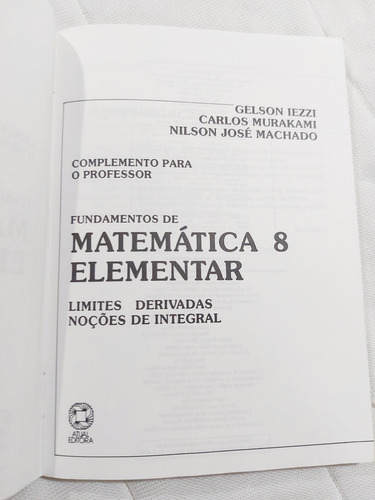 GELSON IEZZI
CARLOS MURAKAMI
NILSON JOSÉ MACHADO
COMPLEMENTO PARA
O PROFESSOR
FUNDAMENTOS DE
MATEMÁTICA 8
ELEMENTAR
LIMITES DERIVADAS
NOÇÕES DE INTEGRAL
ATUAL
EDITORA